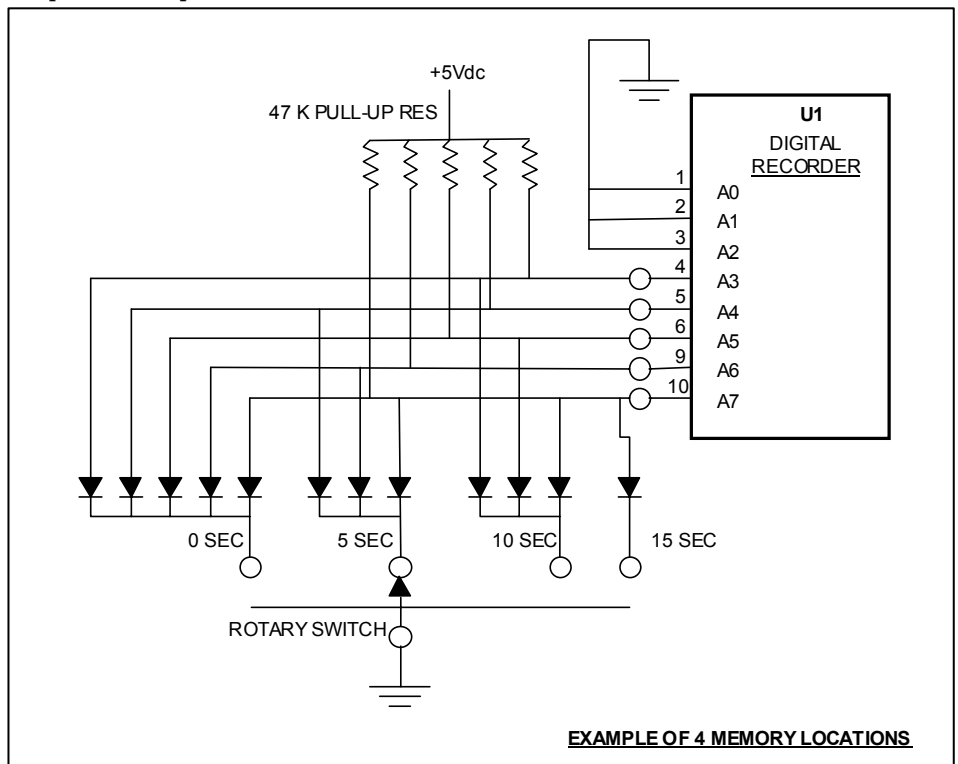 +5Vdc
47 K PULL-UP RES
U1
DIGITAL
RECORDER
1
A0
2
A1
3
A2
4
A3
5
A4
6
A5
9
A6
10
A7
0 SEC
5 SEC
10 SEC
15 SEC
ROTARY SWITCH
EXAMPLE OF 4 MEMORY LOCATIONS